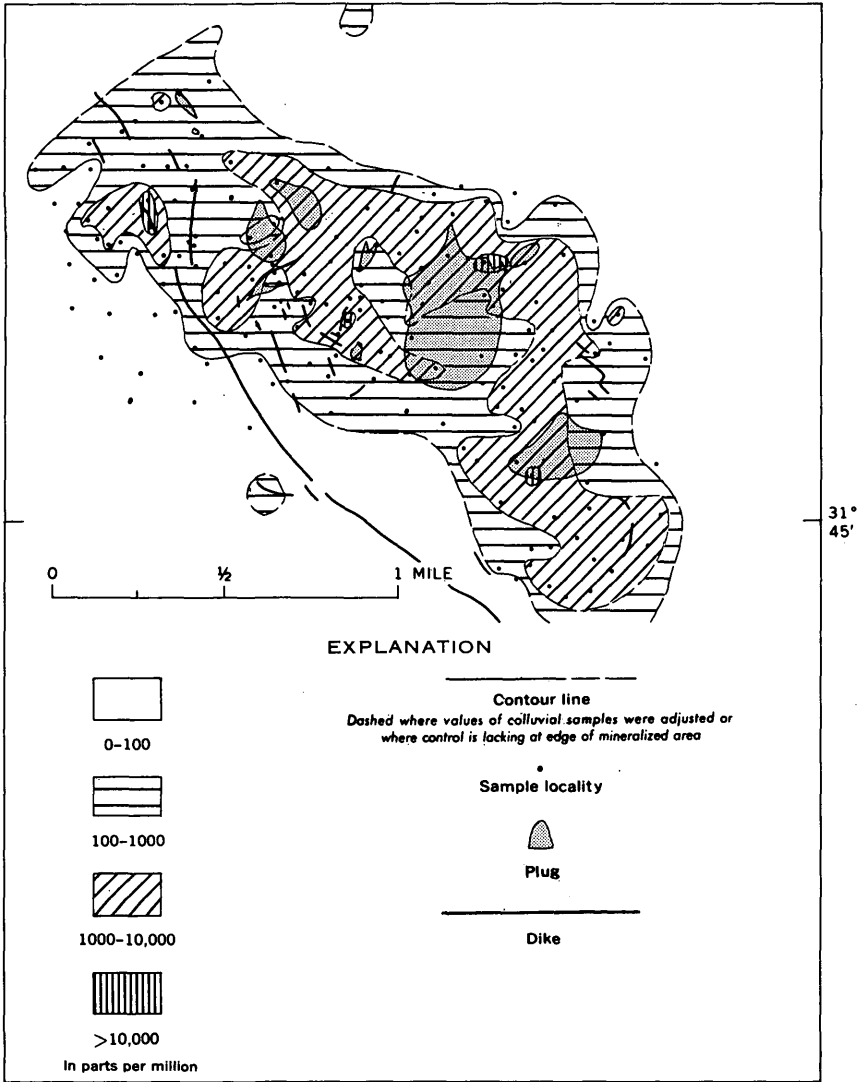 31°
45'
0 ½ 1 MILE
EXPLANATION
0-100
100-1000
1000-10,000
>10,000
In parts per million
Contour line
Dashed where values of colluvial samples were adjusted or
where control is lacking at edge of mineralized area
Sample locality
Plug
Dike